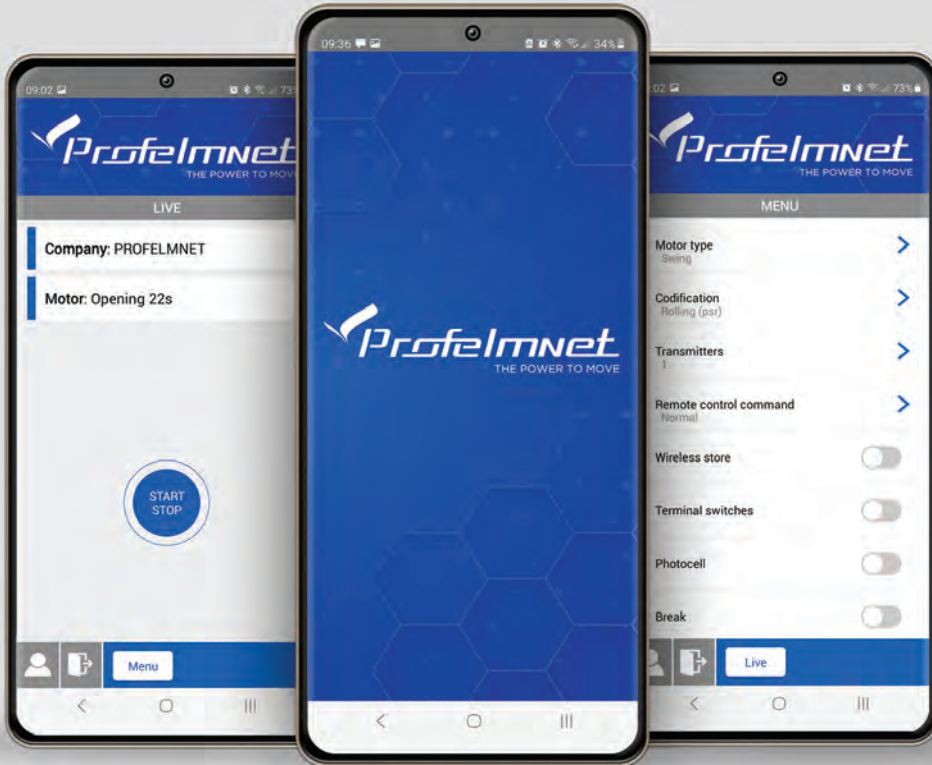 09:02
73%
Profelmnet
THE POWER TO MOVE
LIVE
Company: PROFELMNET
Motor: Opening 22s
START
STOP
Menu
09:36
34%
Profelmnet
THE POWER TO MOVE
:02
73%
Profelmnet
THE POWER TO MOVE
MENU
Motor type
Swing
Codification
Rolling (psr)
Transmitters
1
Remote control command
Normal
Wireless store
Terminal switches
Photocell
Break
Live